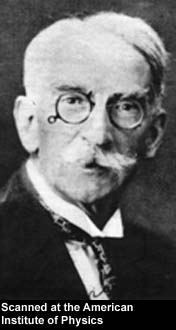 Scanned at the American
Institute of Physics